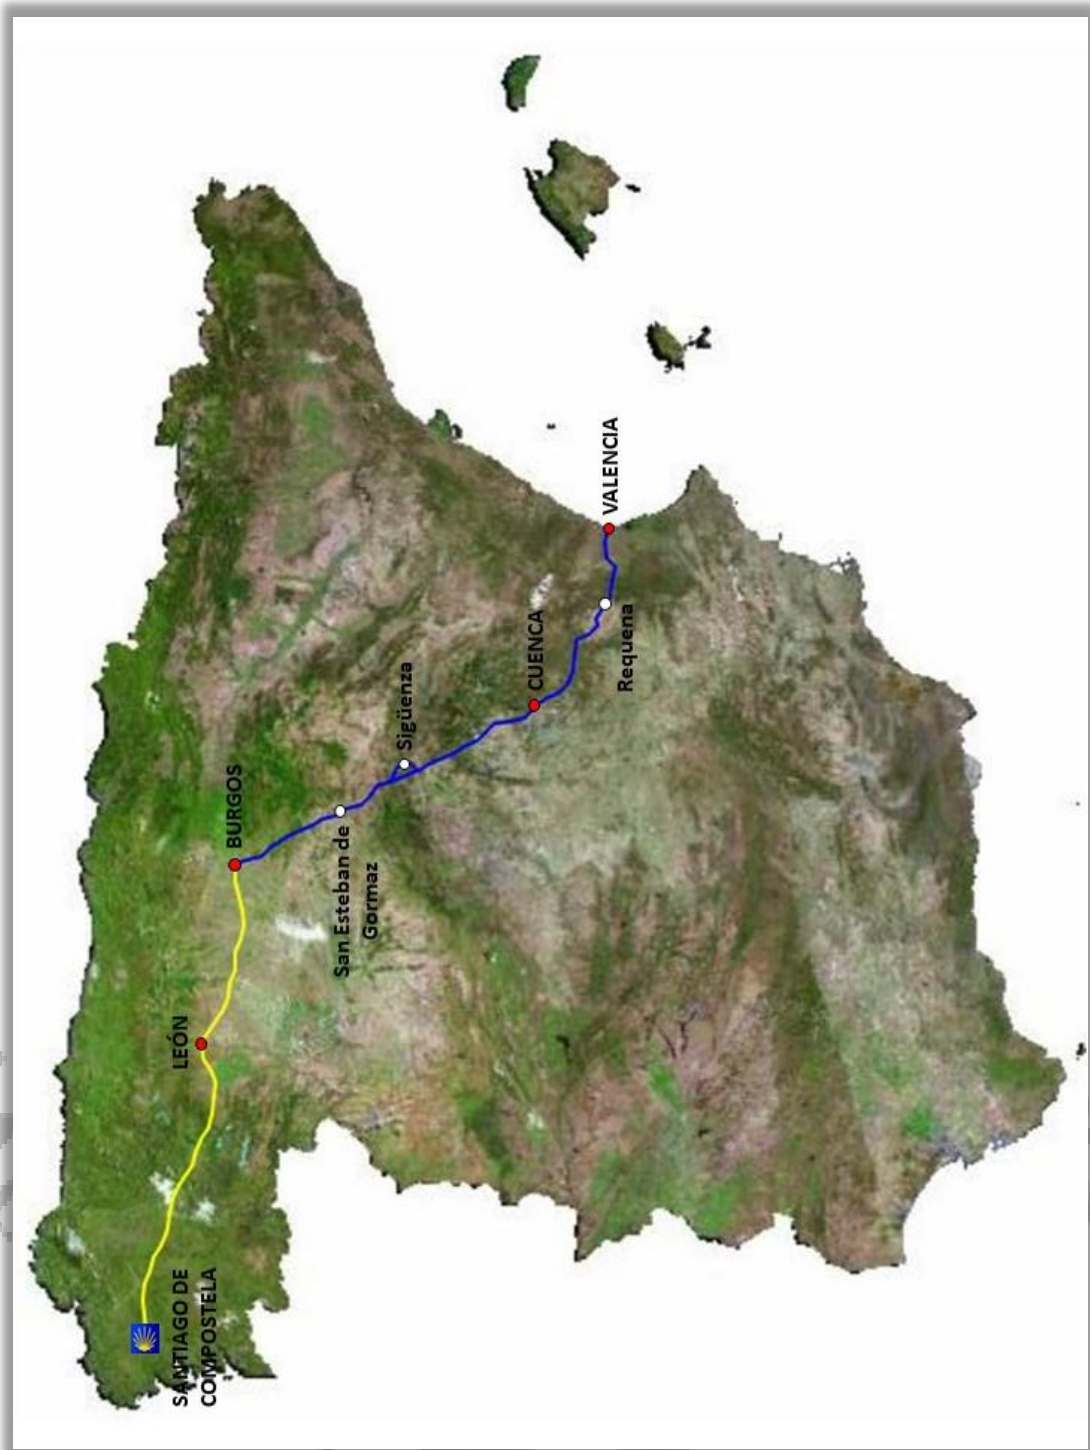 SANTIAGO DE
COMPOSTELA
LEÓN
BURGOS
San Esteban de
Gormaz
Sigüenza
CUENCA
Requena
VALENCIA